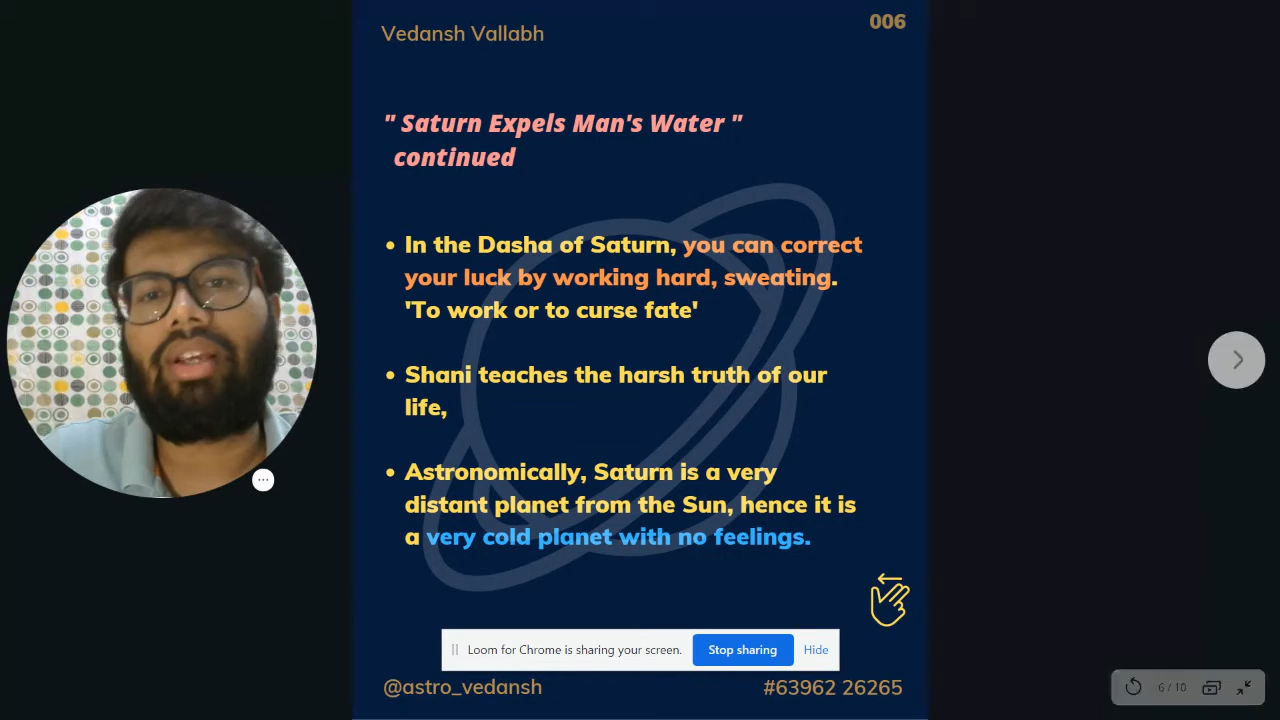 Vedansh Vallabh
006
" Saturn Expels Man's Water "
continued
• In the Dasha of Saturn, you can correct
your luck by working hard, sweating.
'To work or to curse fate'
• Shani teaches the harsh truth of our
life,
• Astronomically, Saturn is a very
distant planet from the Sun, hence it is
a very cold planet with no feelings.
Loom for Chrome is sharing your screen.
Stop sharing
Hide
@astro_vedansh
#63962 26265
6 / 10